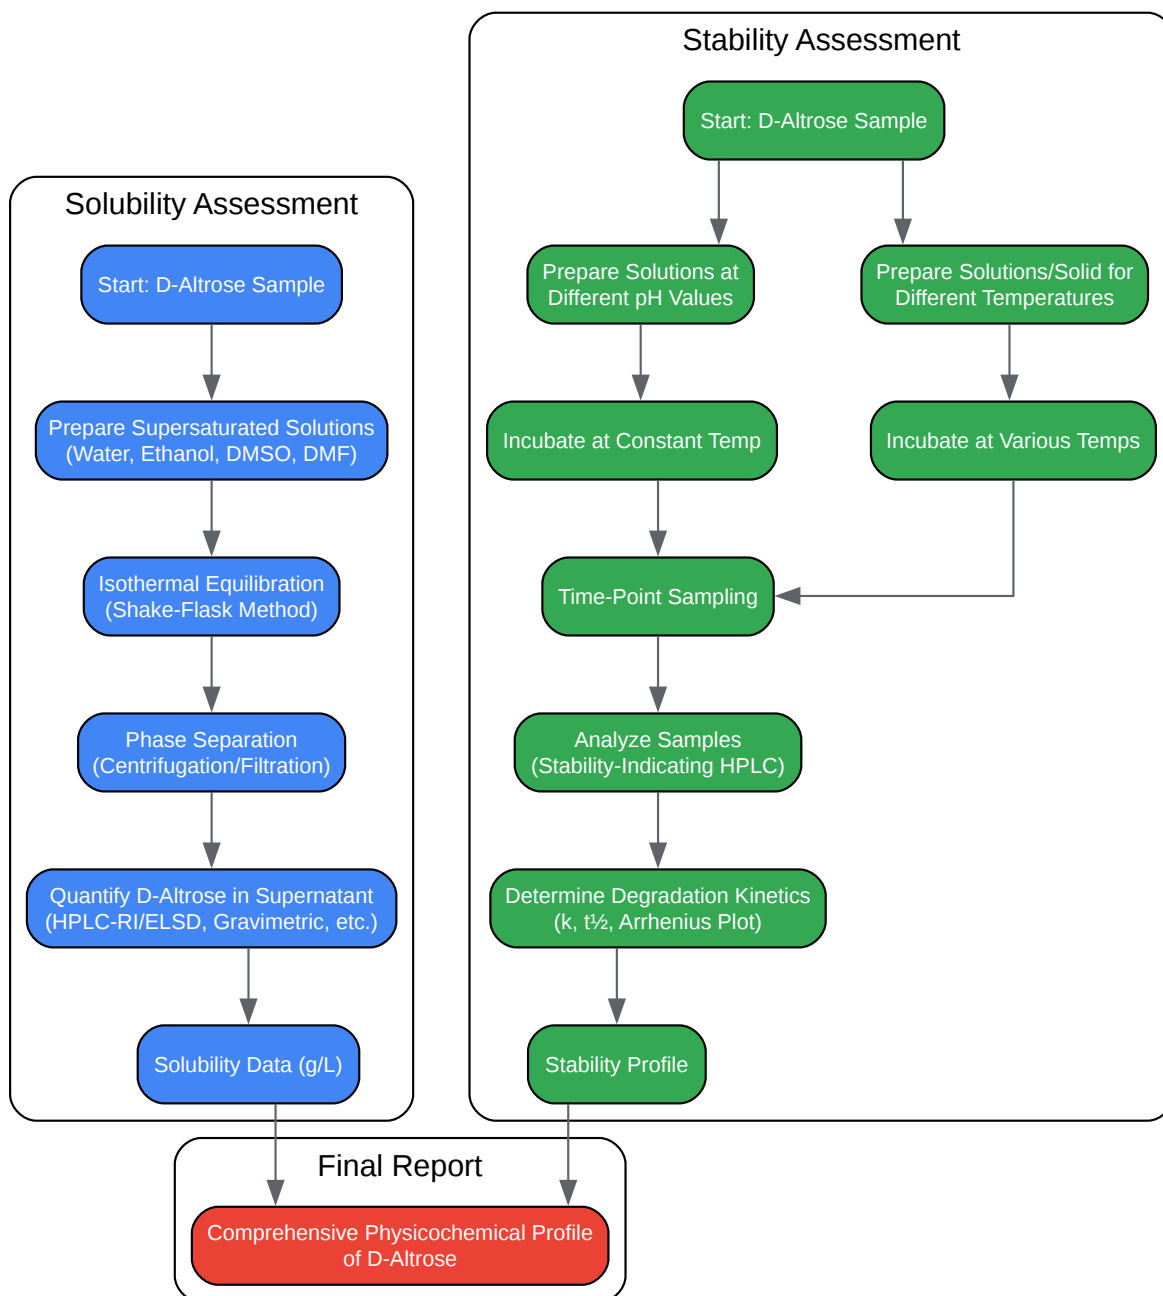 Solubility Assessment
Start: D-Altrose Sample
Prepare Supersaturated Solutions
(Water, Ethanol, DMSO, DMF)
Isothermal Equilibration
(Shake-Flask Method)
Phase Separation
(Centrifugation/Filtration)
Quantify D-Altrose in Supernatant
(HPLC-RI/ELSD, Gravimetric, etc.)
Solubility Data (g/L)
Stability Assessment
Start: D-Altrose Sample
Prepare Solutions at
Different pH Values
Prepare Solutions/Solid for
Different Temperatures
Incubate at Constant Temp
Incubate at Various Temps
Time-Point Sampling
Analyze Samples
(Stability-Indicating HPLC)
Determine Degradation Kinetics
(k, t½, Arrhenius Plot)
Stability Profile
Final Report
Comprehensive Physicochemical Profile
of D-Altrose